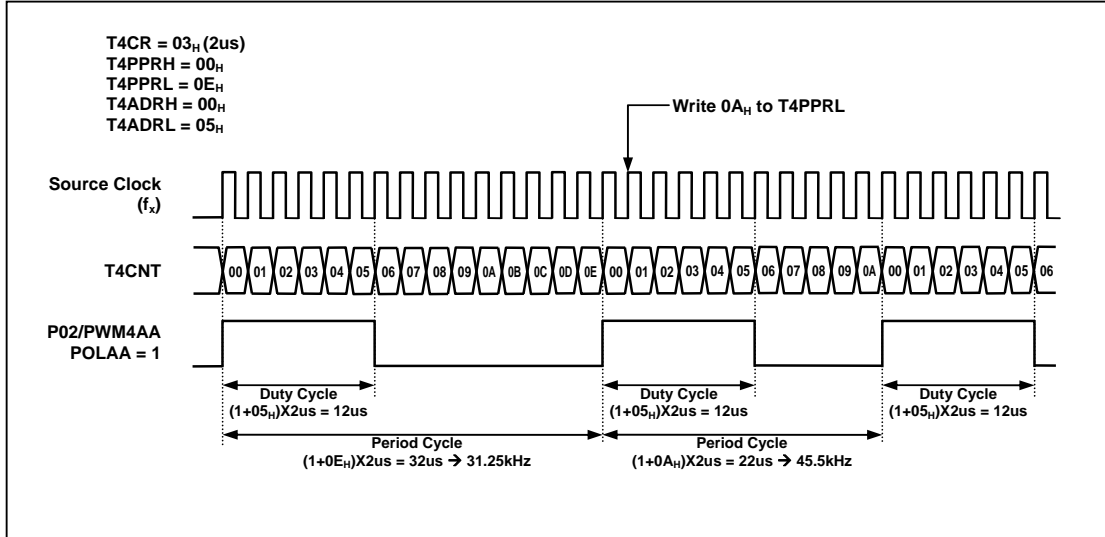 T4CR = 03H (2us)
T4PPRH = 00H
T4PPRL = 0EH
T4ADRH = 00H
T4ADRL = 05H
Write 0AH to T4PPRL
Source Clock
(fx)
T4CNT
00 01 02 03 04 05 06 07 08 09 0A 0B 0C 0D 0E 00 01 02 03 04 05 06 07 08 09 0A 00 01 02 03 04 05 06
P02/PWM4AA
POLAA = 1
Duty Cycle
(1+05H)X2us = 12us
Duty Cycle
(1+05H)X2us = 12us
Duty Cycle
(1+05H)X2us = 12us
Period Cycle
(1+0EH)X2us = 32us → 31.25kHz
Period Cycle
(1+0AH)X2us = 22us → 45.5kHz